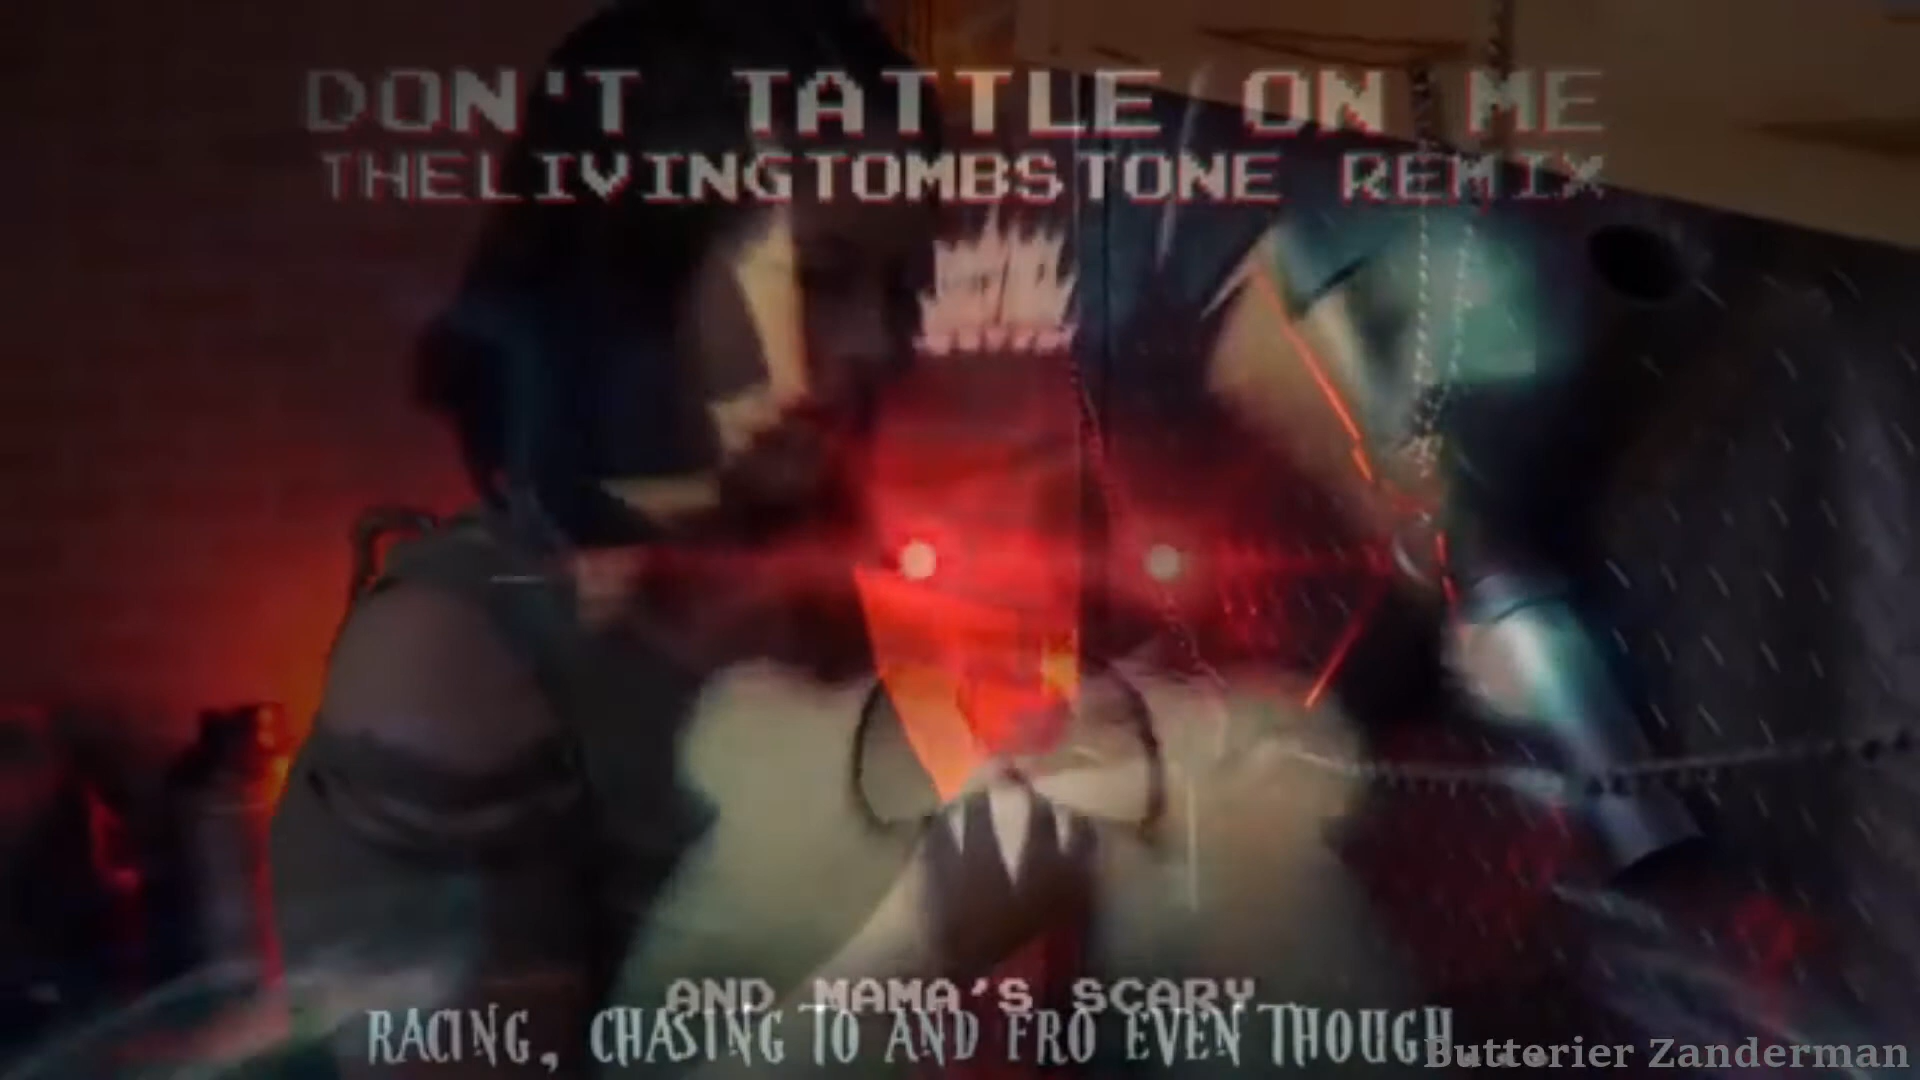 DON'T TATTLE ON ME
THELIVINGTOMBSTONE REMIX
AND MAMA'S SCARY
RACING, CHASING TO AND FRO EVEN THOUGH...
Butterier Zanderman